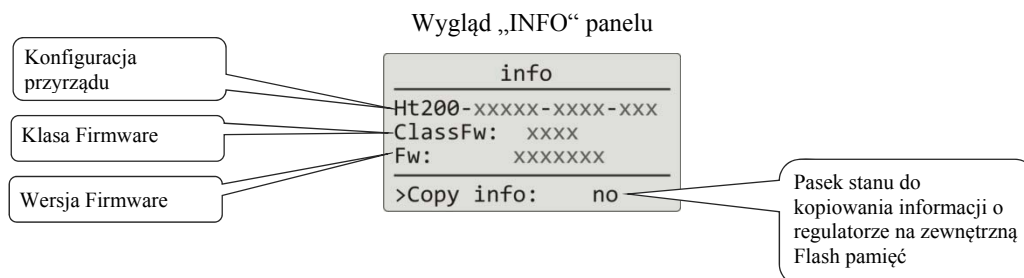 Wygląd „INFO“ panelu
Konfiguracja
przyrządu
Klasa Firmware
Wersja Firmware
info
Ht200-xxxxx-xxxx-xxx
ClassFw: xxxx
Fw: xxxxxxx
>Copy info: no
Pasek stanu do
kopiowania informacji o
regulatorze na zewnętrzną
Flash pamięć